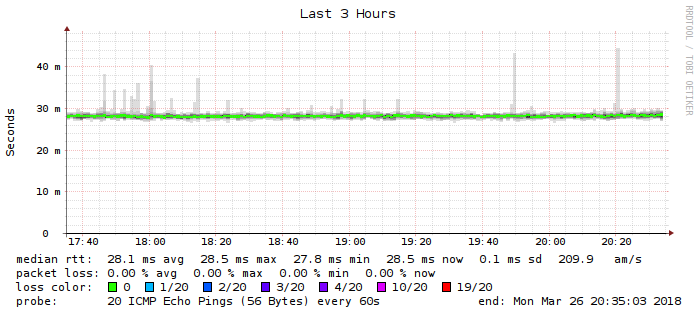 Last 3 Hours
RRDTOOL / TOBI OETIKER
Seconds
40 m
30 m
20 m
10 m
0
17:40 18:00 18:20 18:40 19:00 19:20 19:40 20:00 20:20
median rtt: 28.1 ms avg 28.5 ms max 27.8 ms min 28.5 ms now 0.1 ms sd 209.9 am/s
packet loss: 0.00 % avg 0.00 % max 0.00 % min 0.00 % now
loss color: 0 1/20 2/20 3/20 4/20 10/20 19/20
probe: 20 ICMP Echo Pings (56 Bytes) every 60s end: Mon Mar 26 20:35:03 2018